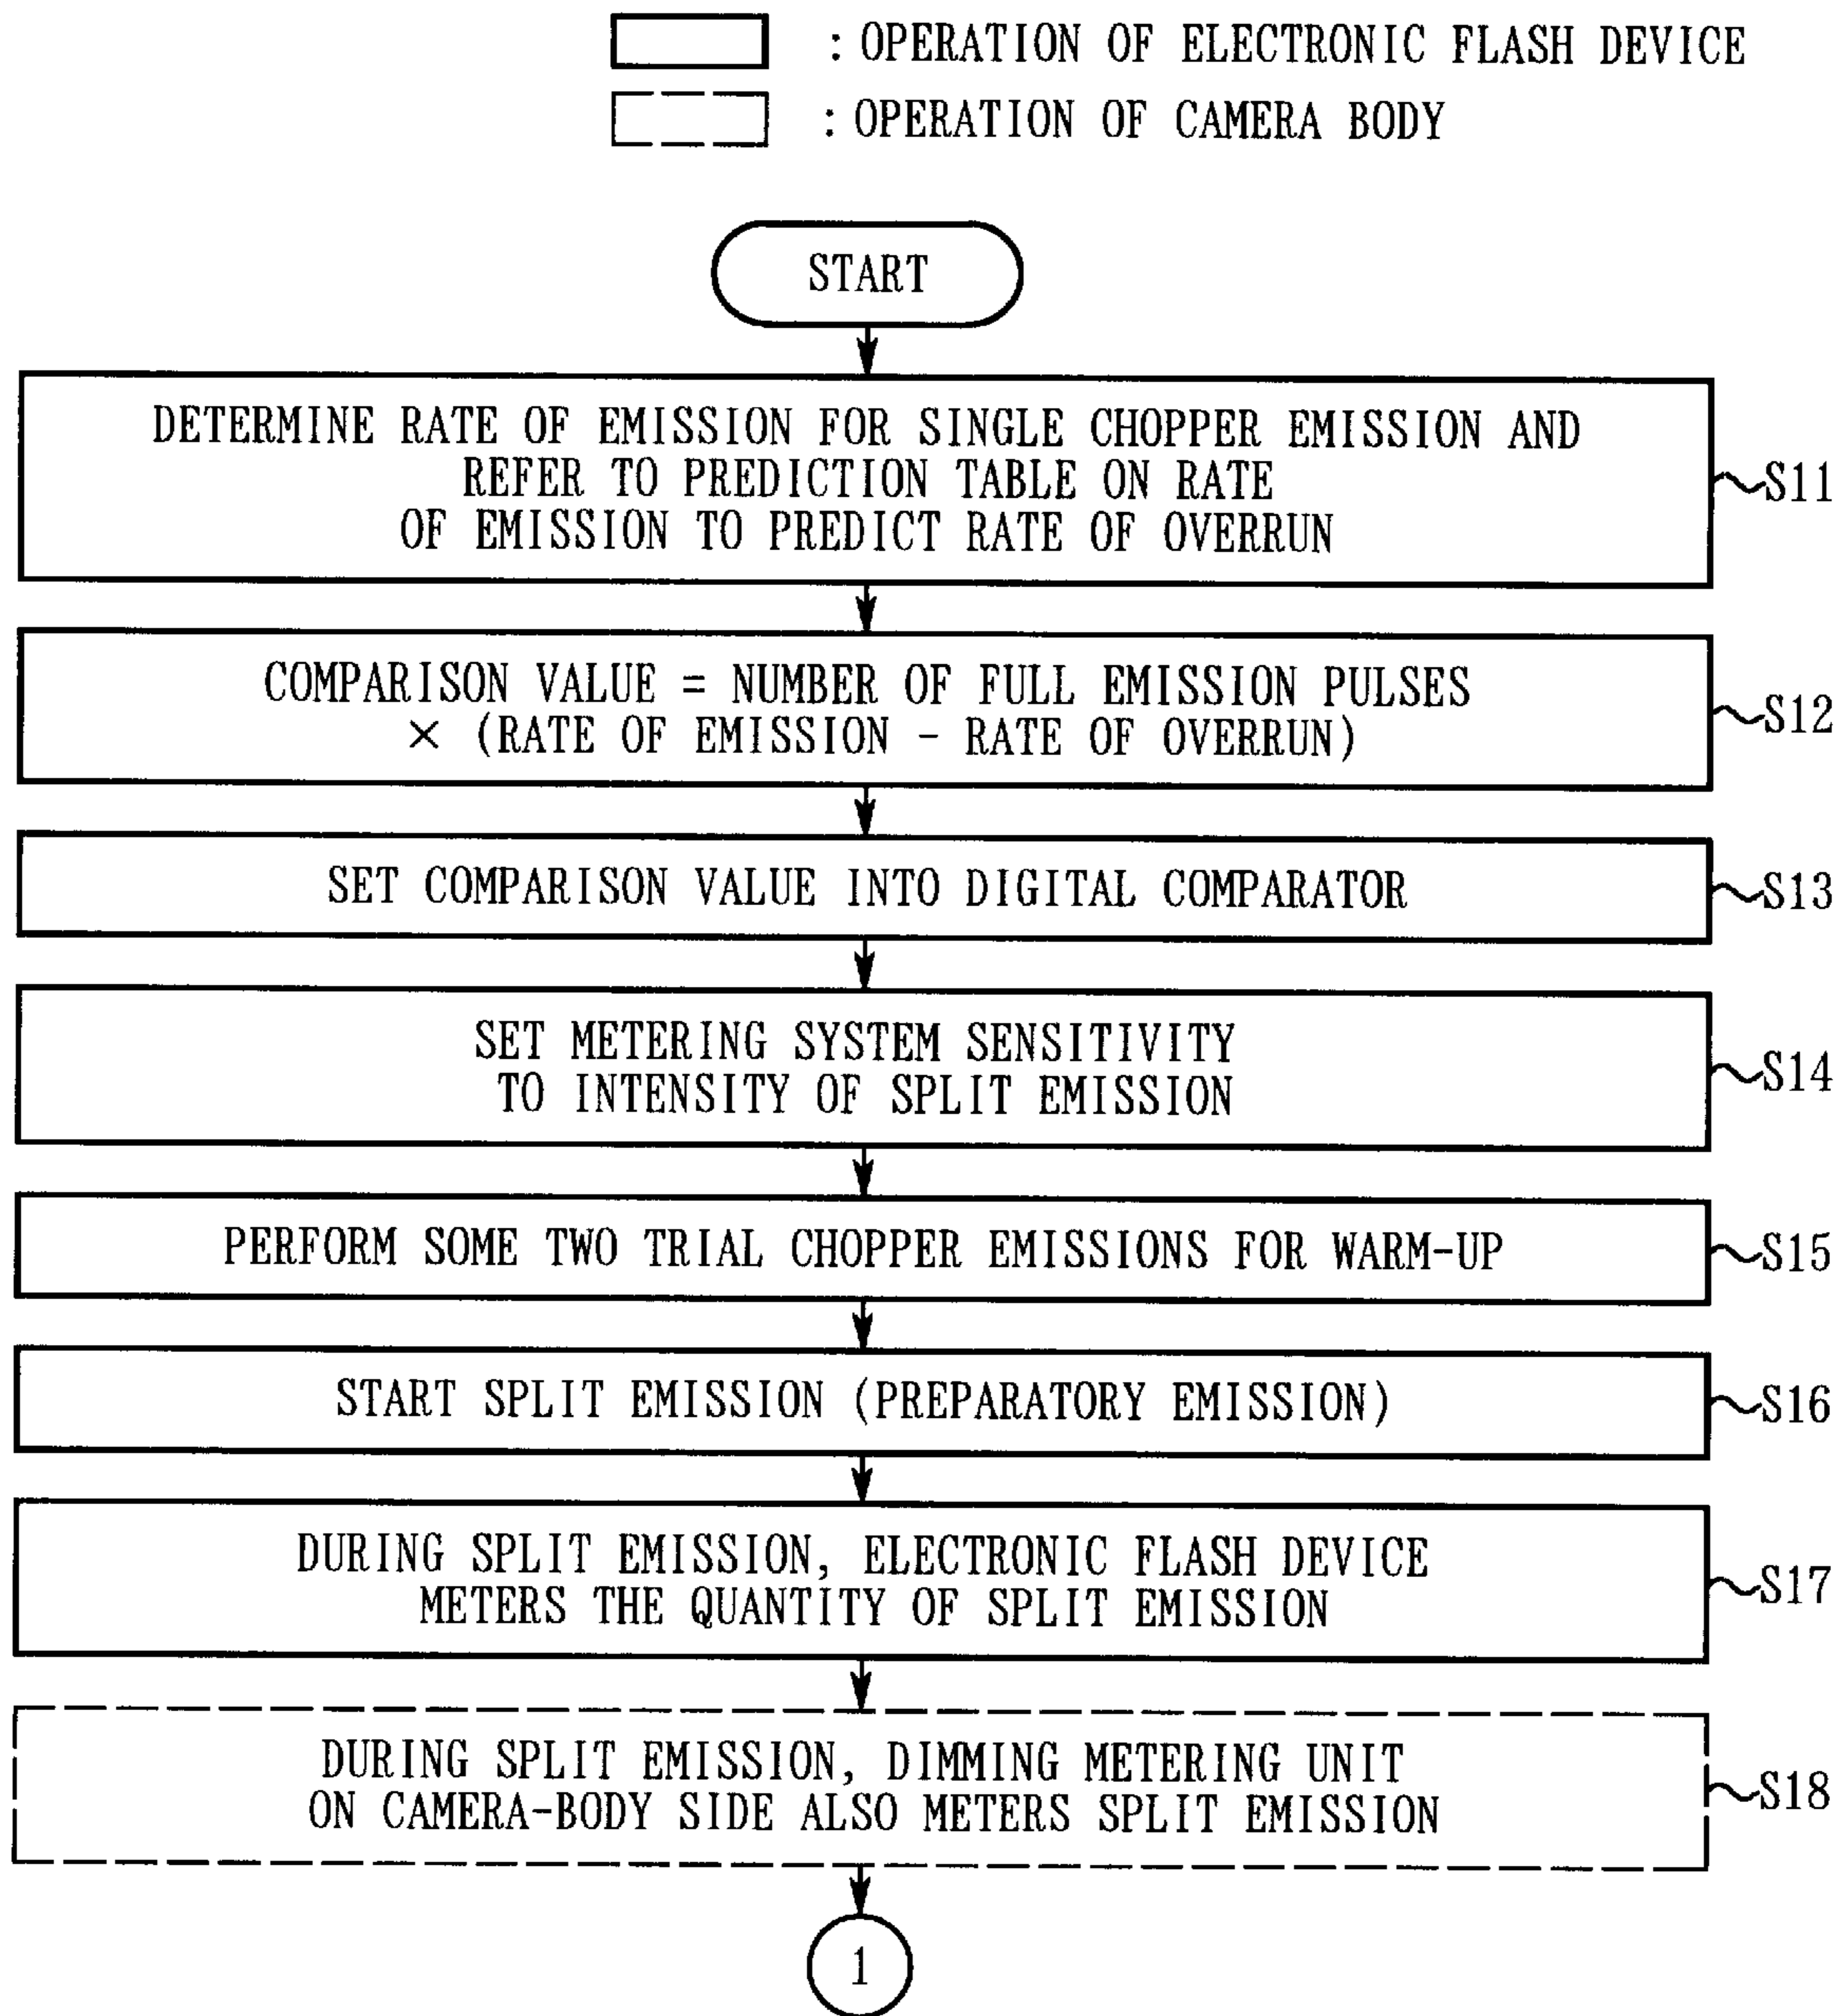 : OPERATION OF ELECTRONIC FLASH DEVICE
: OPERATION OF CAMERA BODY
START
DETERMINE RATE OF EMISSION FOR SINGLE CHOPPER EMISSION AND
REFER TO PREDICTION TABLE ON RATE
OF EMISSION TO PREDICT RATE OF OVERRUN
S11
COMPARISON VALUE = NUMBER OF FULL EMISSION PULSES
× (RATE OF EMISSION - RATE OF OVERRUN)
S12
SET COMPARISON VALUE INTO DIGITAL COMPARATOR
S13
SET METERING SYSTEM SENSITIVITY
TO INTENSITY OF SPLIT EMISSION
S14
PERFORM SOME TWO TRIAL CHOPPER EMISSIONS FOR WARM-UP
S15
START SPLIT EMISSION (PREPARATORY EMISSION)
S16
DURING SPLIT EMISSION, ELECTRONIC FLASH DEVICE
METERS THE QUANTITY OF SPLIT EMISSION
S17
DURING SPLIT EMISSION, DIMMING METERING UNIT
ON CAMERA-BODY SIDE ALSO METERS SPLIT EMISSION
S18
1